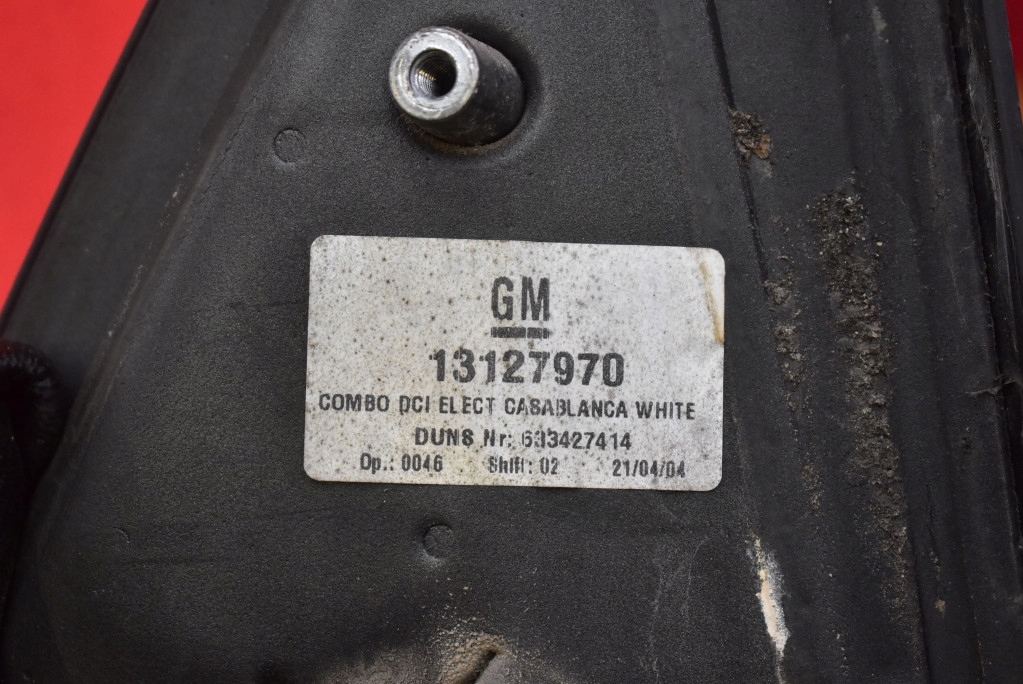 GM
13127970
COMBO DCI ELECT CASABLANCA WHITE
DUNS Nr: 633427414
Op.: 0046 Shift: 02 21/04/04